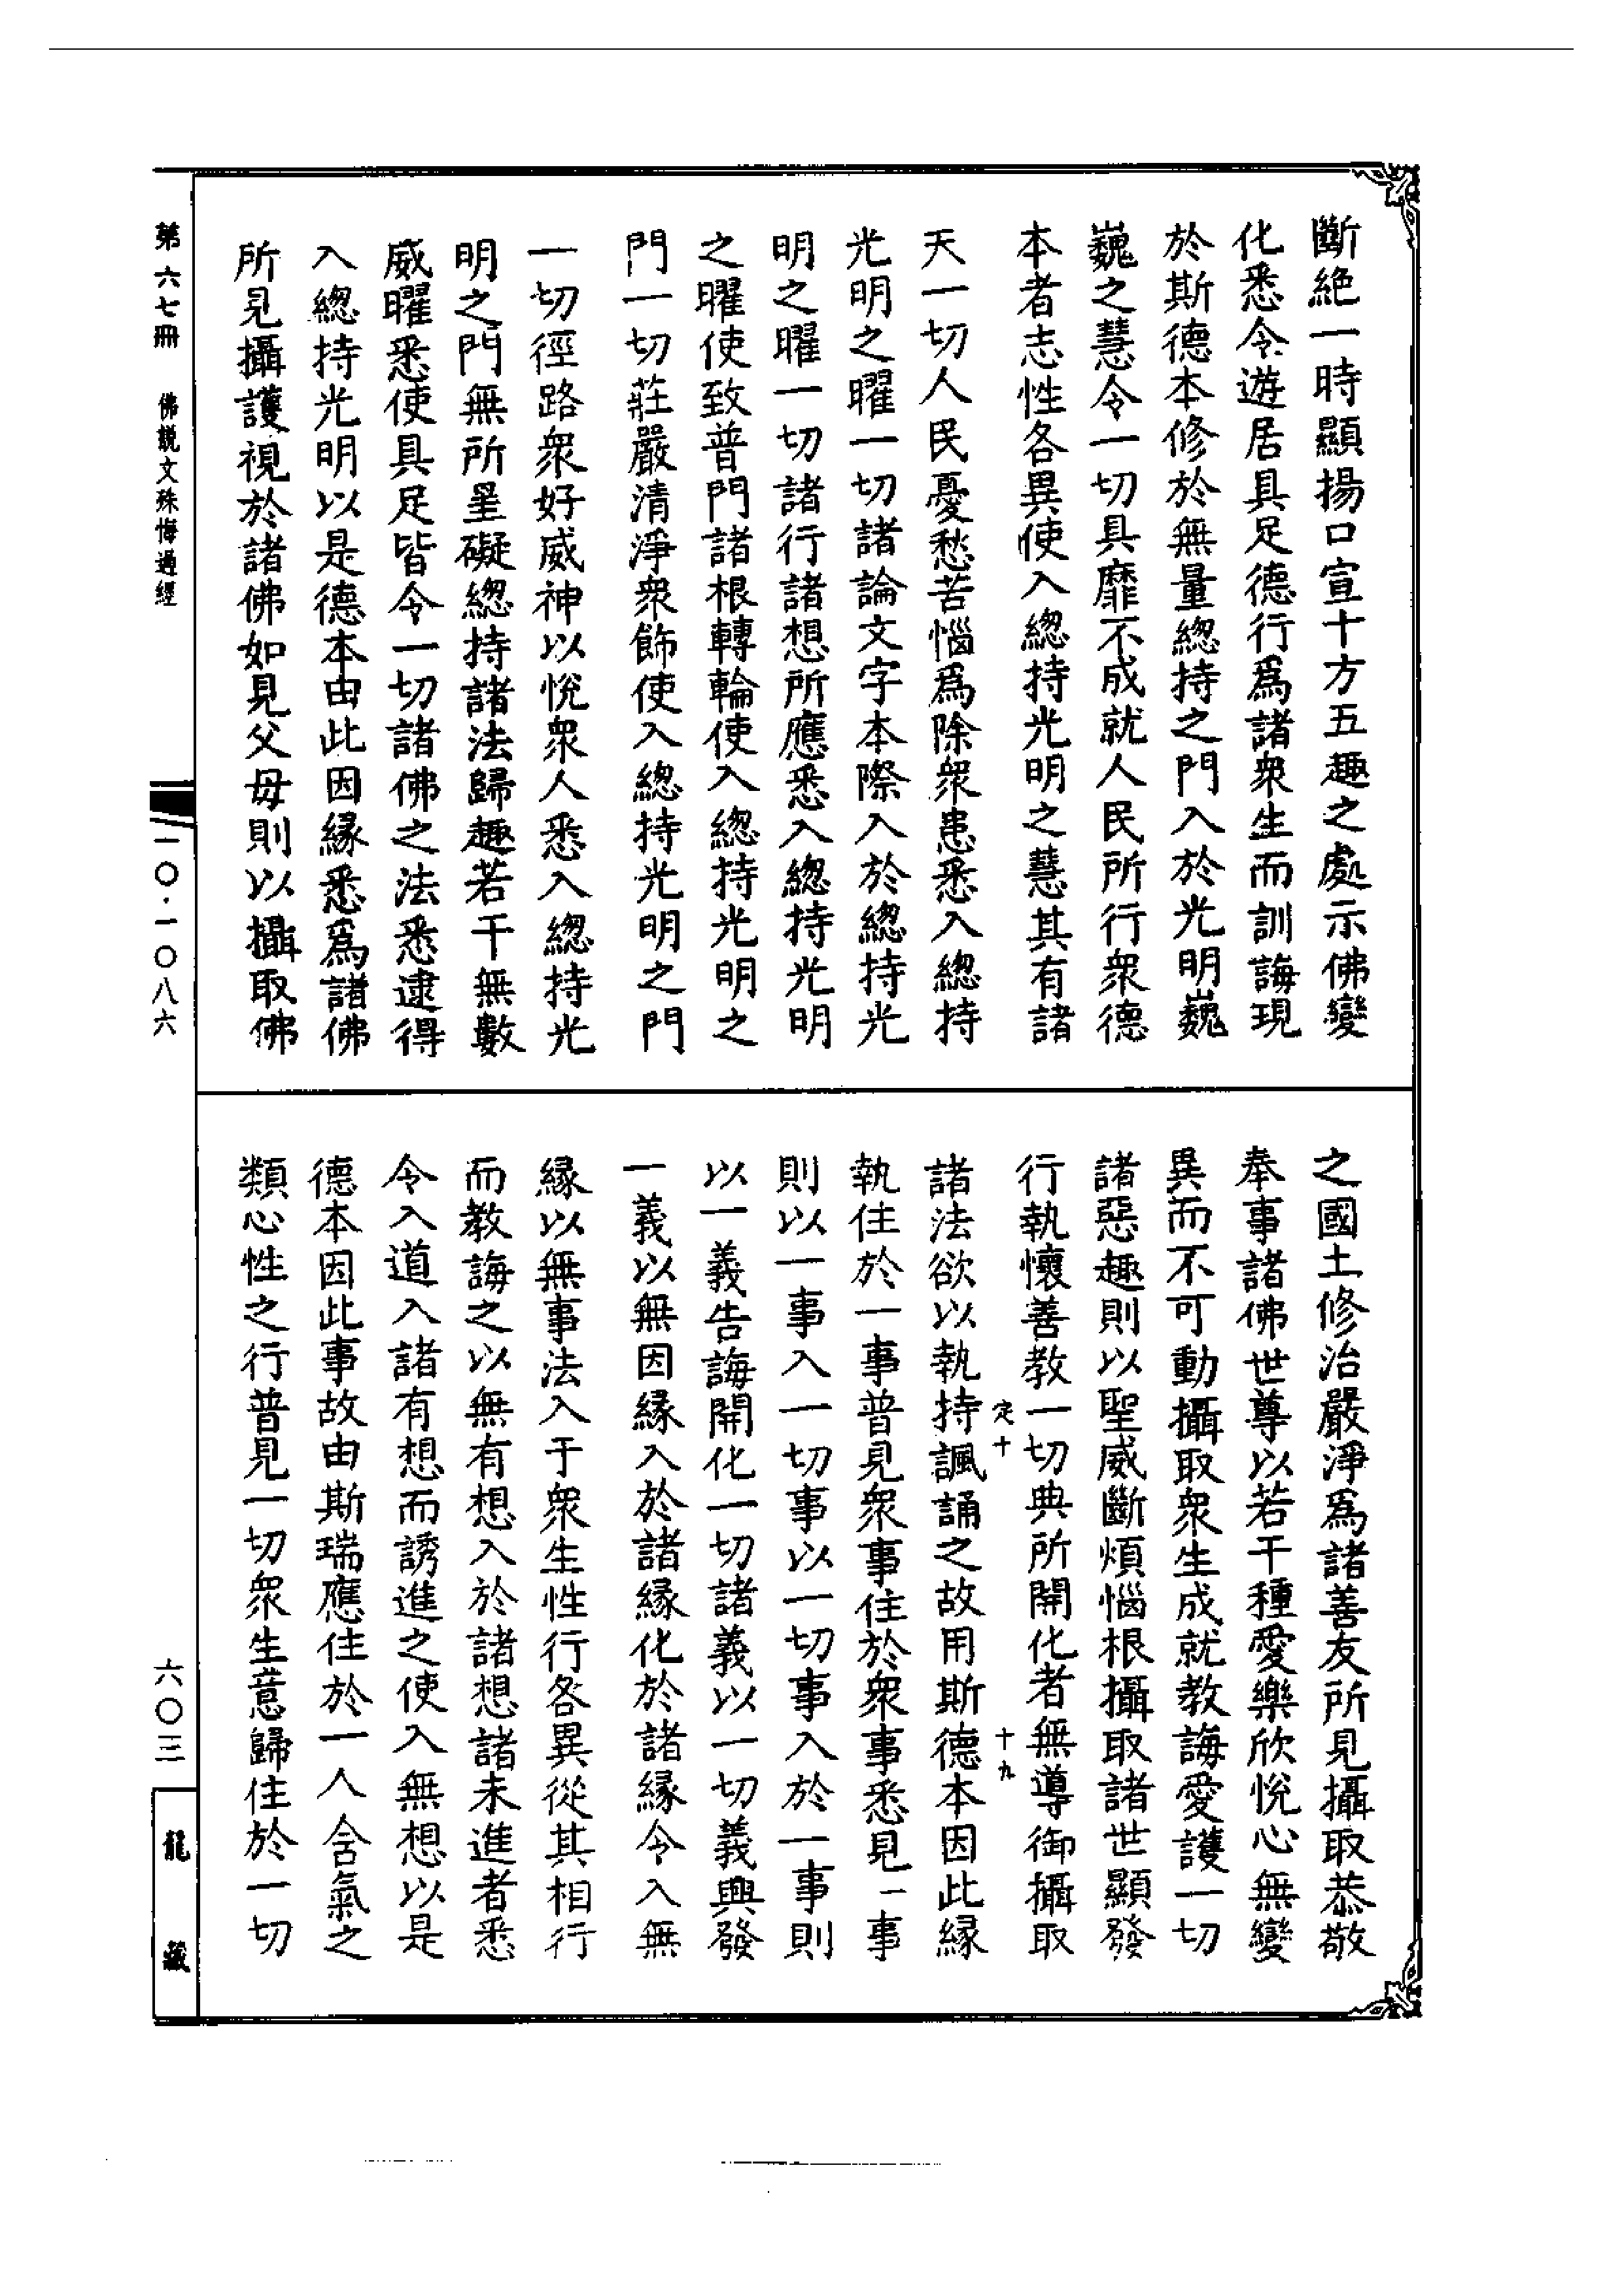 斷絶一時顯揚口宣十方五趣之處示佛變
化悉令遊居具足德行爲諸衆生而訓誨現
於斯德本修於無量緫持之門入於光明巍
巍之慧令一切具靡不成就人民所行衆德
本者志性各異使入緫持光明之慧其有諸
天一切人民憂愁苦惱爲除衆患悉入緫持
光明之曜一切諸論文字本際入於緫持光
明之曜一切諸行諸想所應悉入緫持光明
之曜使致普門諸根轉輪使入緫持光明之
門一切莊嚴清淨衆飾使入緫持光明之門
一切徑路衆好威神以悅衆人悉入緫持光
明之門無所罣礙緫持諸法歸趣若干無數
威曜悉使具足皆令一切諸佛之法悉逮得
入緫持光明以是德本由此因縁悉爲諸佛
所見攝護視於諸佛如見父母則以攝取佛
之國土修治嚴淨爲諸善友所見攝取恭敬
奉事諸佛世尊以若干種愛樂欣悅心無變
異而不可動攝取衆生成就教誨愛護一切
諸惡趣則以聖威斷煩惱根攝取諸世顯發
行執懷善教一切典所開化者無導御攝取
定十 十九
諸法欲以執持諷誦之故用斯德本因此縁
執住於一事普見衆事住於衆事悉見一事
則以一事入一切事以一切事入於一事則
以一義告誨開化一切諸義以一切義興發
一義以無因縁入於諸縁化於諸縁令入無
縁以無事法入于衆生性行各異從其相行
而教誨之以無有想入於諸想諸未進者悉
令入道入諸有想而誘進之使入無想以是
德本因此事故由斯瑞應住於一人含氣之
類心性之行普見一切衆生意歸住於一切
第六七冊 佛說文殊悔過經
一〇·一〇八六
六〇三
龍藏